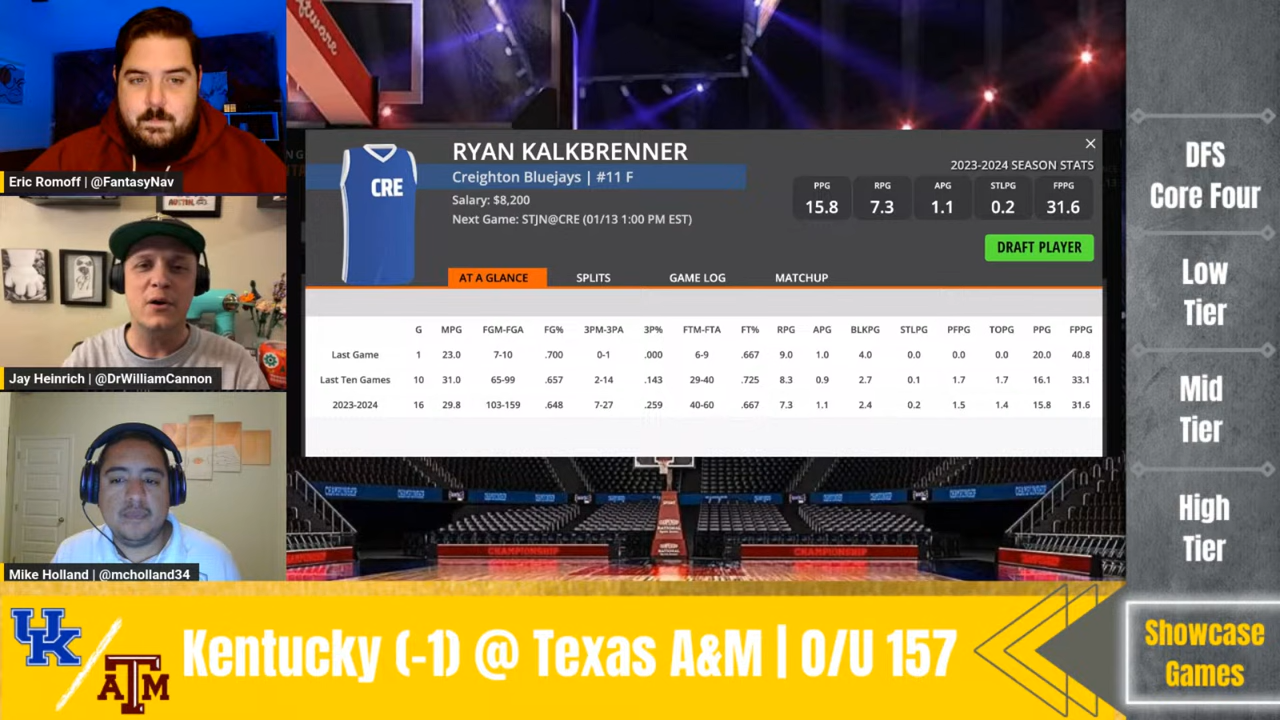 Eric Romoff | @FantasyNav
Jay Heinrich | @DrWilliamCannon
Mike Holland | @mcholland34
RYAN KALKBRENNER
Creighton Bluejays | #11 F
Salary: $8,200
Next Game: STJN@CRE (01/13 1:00 PM EST)
CRE
×
2023-2024 SEASON STATS
PPG RPG APG STLPG FPPG
15.8 7.3 1.1 0.2 31.6
DRAFT PLAYER
AT A GLANCE SPLITS GAME LOG MATCHUP
G MPG FGM-FGA FG% 3PM-3PA 3P% FTM-FTA FT% RPG APG BLKPG STLPG PFPG TOPG PPG FPPG
Last Game 1 23.0 7-10 .700 0-1 .000 6-9 .667 9.0 1.0 4.0 0.0 0.0 0.0 20.0 40.8
Last Ten Games 10 31.0 65-99 .657 2-14 .143 29-40 .725 8.3 0.9 2.7 0.1 1.7 1.7 16.1 33.1
2023-2024 16 29.8 103-159 .648 7-27 .259 40-60 .667 7.3 1.1 2.4 0.2 1.5 1.4 15.8 31.6
CHAMPIONSHIP
CHAMPIONSHIP
DFS
Core Four
Low
Tier
Mid
Tier
High
Tier
Showcase
Games
UK
ATM
Kentucky (-1) @ Texas A&M | O/U 157